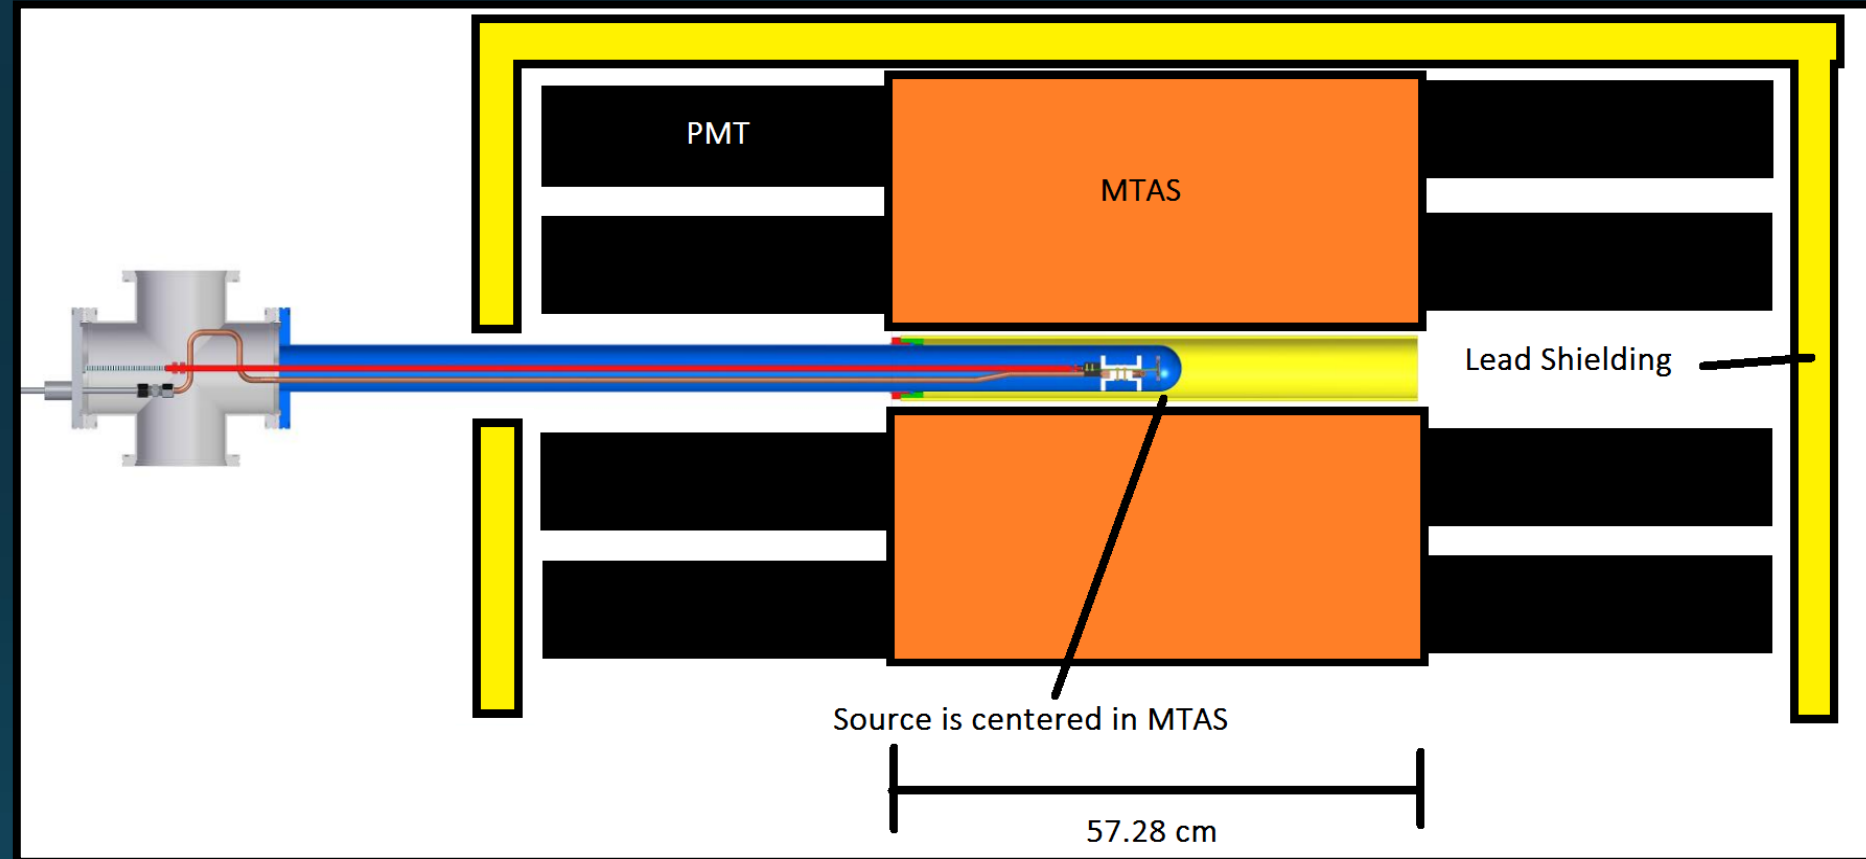 PMT
MTAS
Lead Shielding
Source is centered in MTAS
57.28 cm